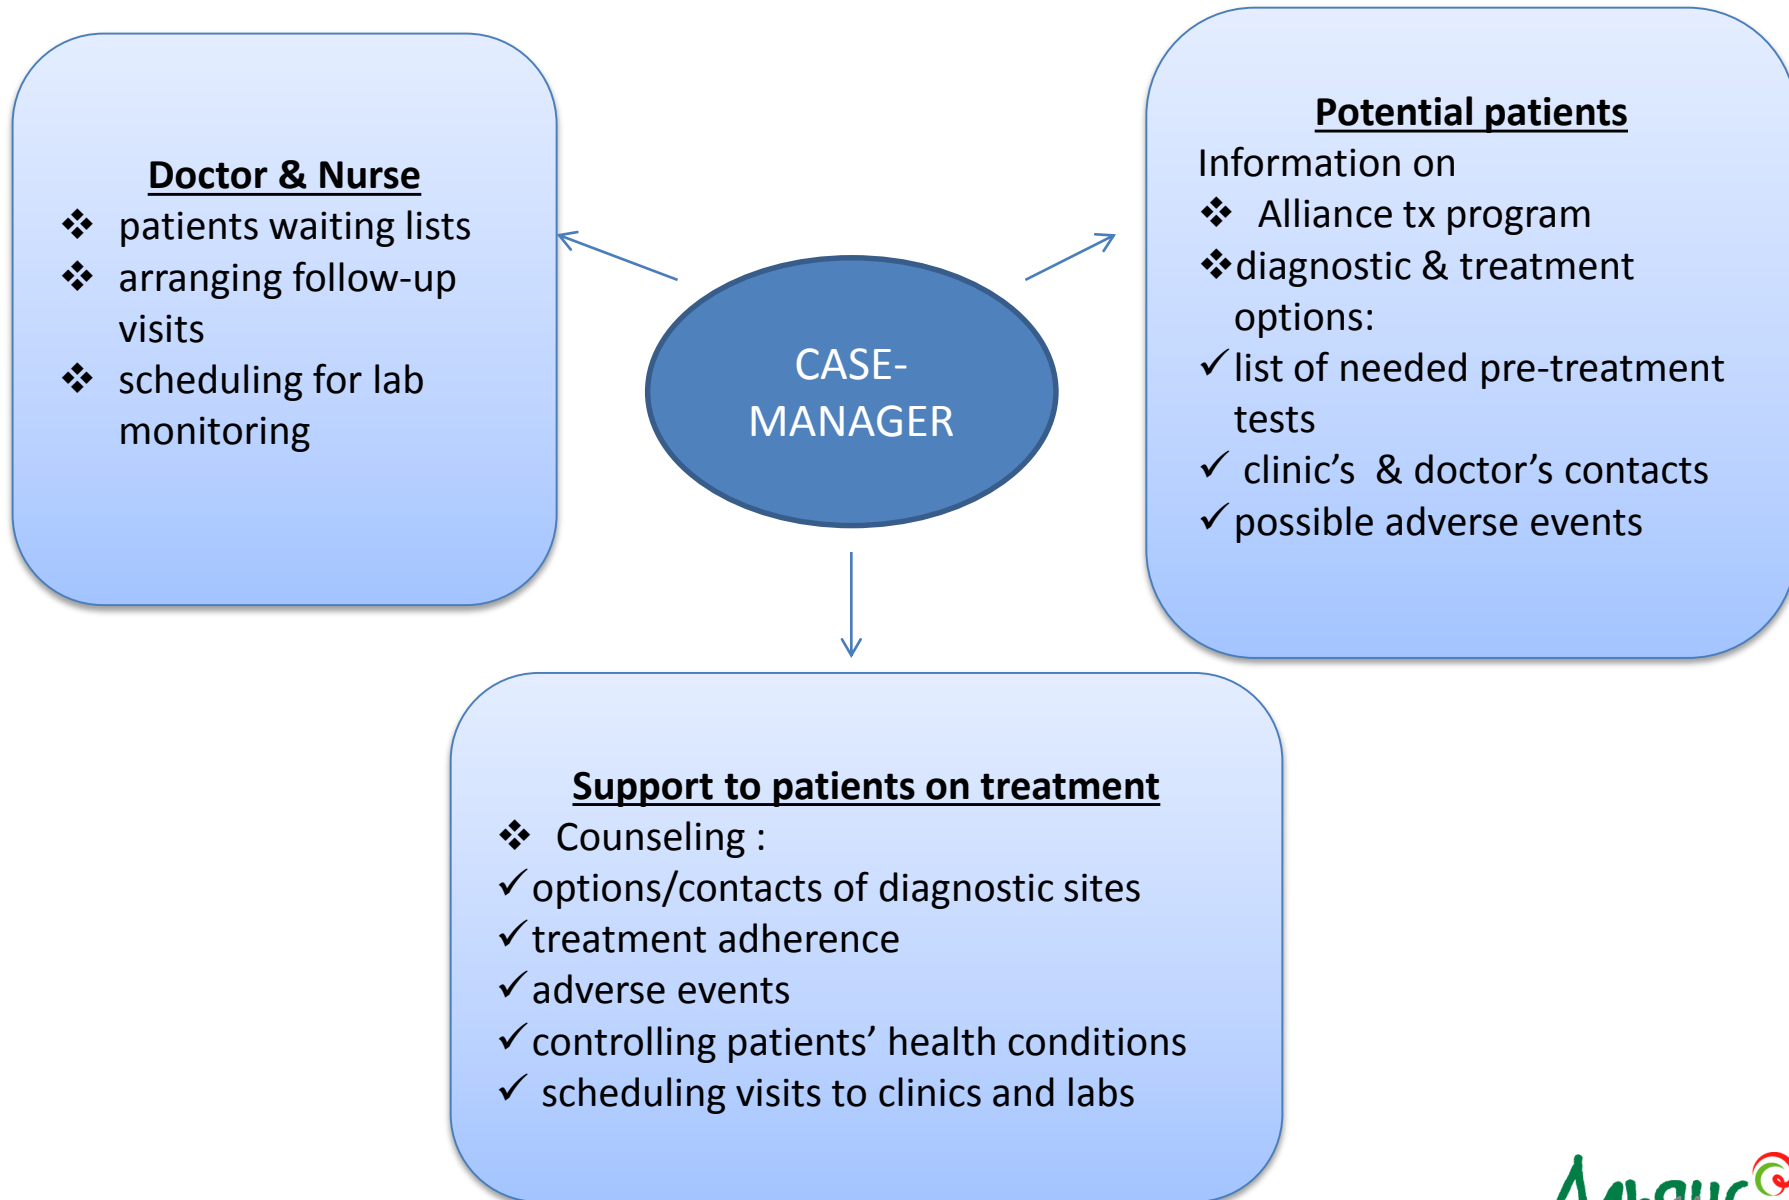 Doctor & Nurse
❖ patients waiting lists
❖ arranging follow-up
visits
❖ scheduling for lab
monitoring
CASE-
MANAGER
Potential patients
Information on
❖ Alliance tx program
❖diagnostic & treatment
options:
✓list of needed pre-treatment
tests
✓ clinic’s & doctor’s contacts
✓possible adverse events
Support to patients on treatment
❖ Counseling :
✓options/contacts of diagnostic sites
✓treatment adherence
✓adverse events
✓controlling patients’ health conditions
✓ scheduling visits to clinics and labs